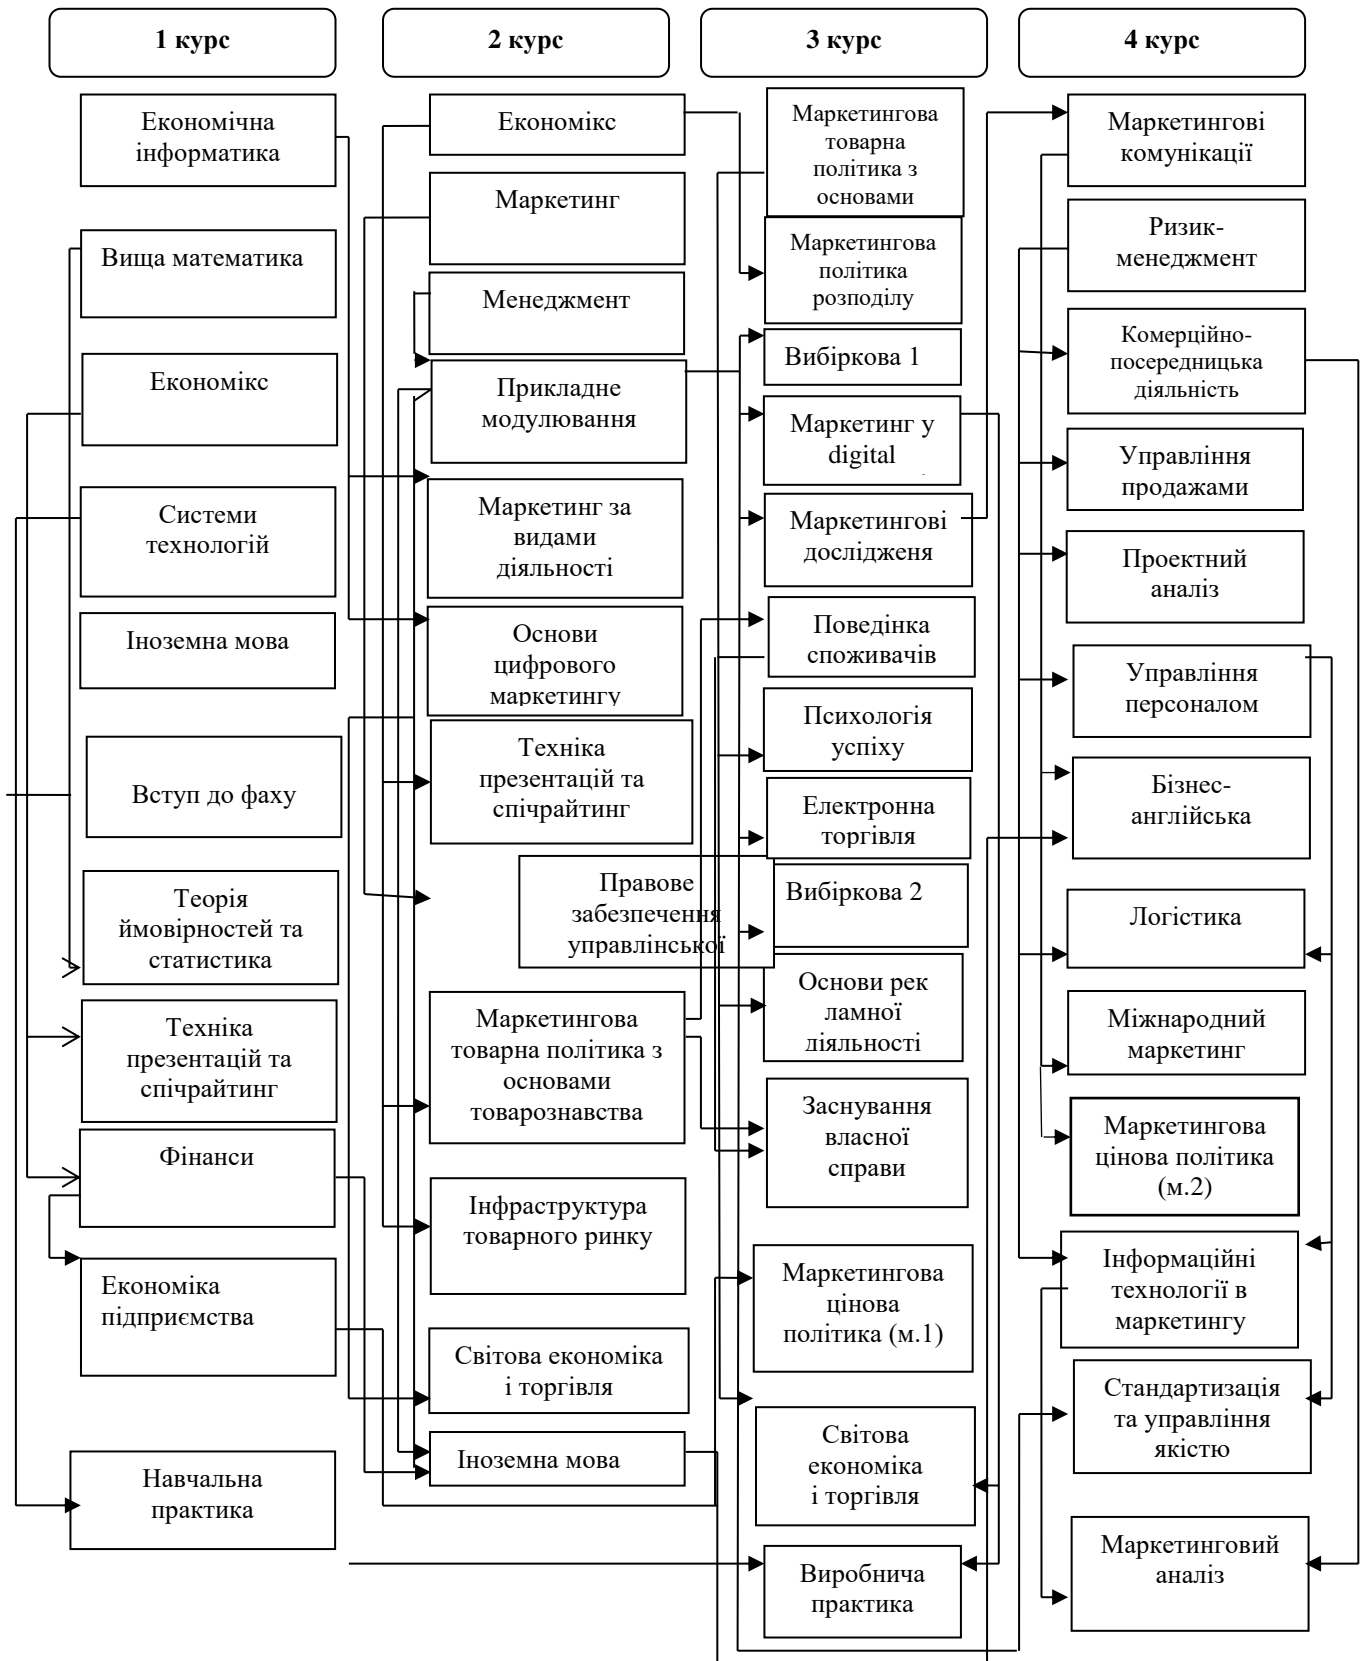 1 курс
2 курс
3 курс
4 курс
Економічна
інформатика
Вища математика
Економікс
Системи
технологій
Іноземна мова
Вступ до фаху
Теорія
ймовірностей та
статистика
Техніка
презентацій та
спічрайтинг
Фінанси
Економіка
підприємства
Навчальна
практика
Економікс
Маркетинг
Менеджмент
Прикладне
модулювання
Маркетинг за
видами
діяльності
Основи
цифрового
маркетингу
Техніка
презентацій та
спічрайтинг
Правове
забезпечення
управлінської
Маркетингова
товарна політика з
основами
товарознавства
Інфраструктура
товарного ринку
Світова економіка
і торгівля
Іноземна мова
Маркетингова
товарна
політика з
основами
Маркетингова
політика
розподілу
Вибіркова 1
Маркетинг у
digital
Маркетингові
дослідженя
Поведінка
споживачів
Психологія
успіху
Електронна
торгівля
Вибіркова 2
Основи рек
ламної
діяльності
Заснування
власної
справи
Маркетингова
цінова
політика (м.1)
Світова
економіка
і торгівля
Виробнича
практика
Маркетингові
комунікації
Ризик-
менеджмент
Комерційно-
посередницька
діяльність
Управління
продажами
Проектний
аналіз
Управління
персоналом
Бізнес-
англійська
Логістика
Міжнародний
маркетинг
Маркетингова
цінова політика
(м.2)
Інформаційні
технології в
маркетингу
Стандартизація
та управління
якістю
Маркетинговий
аналіз